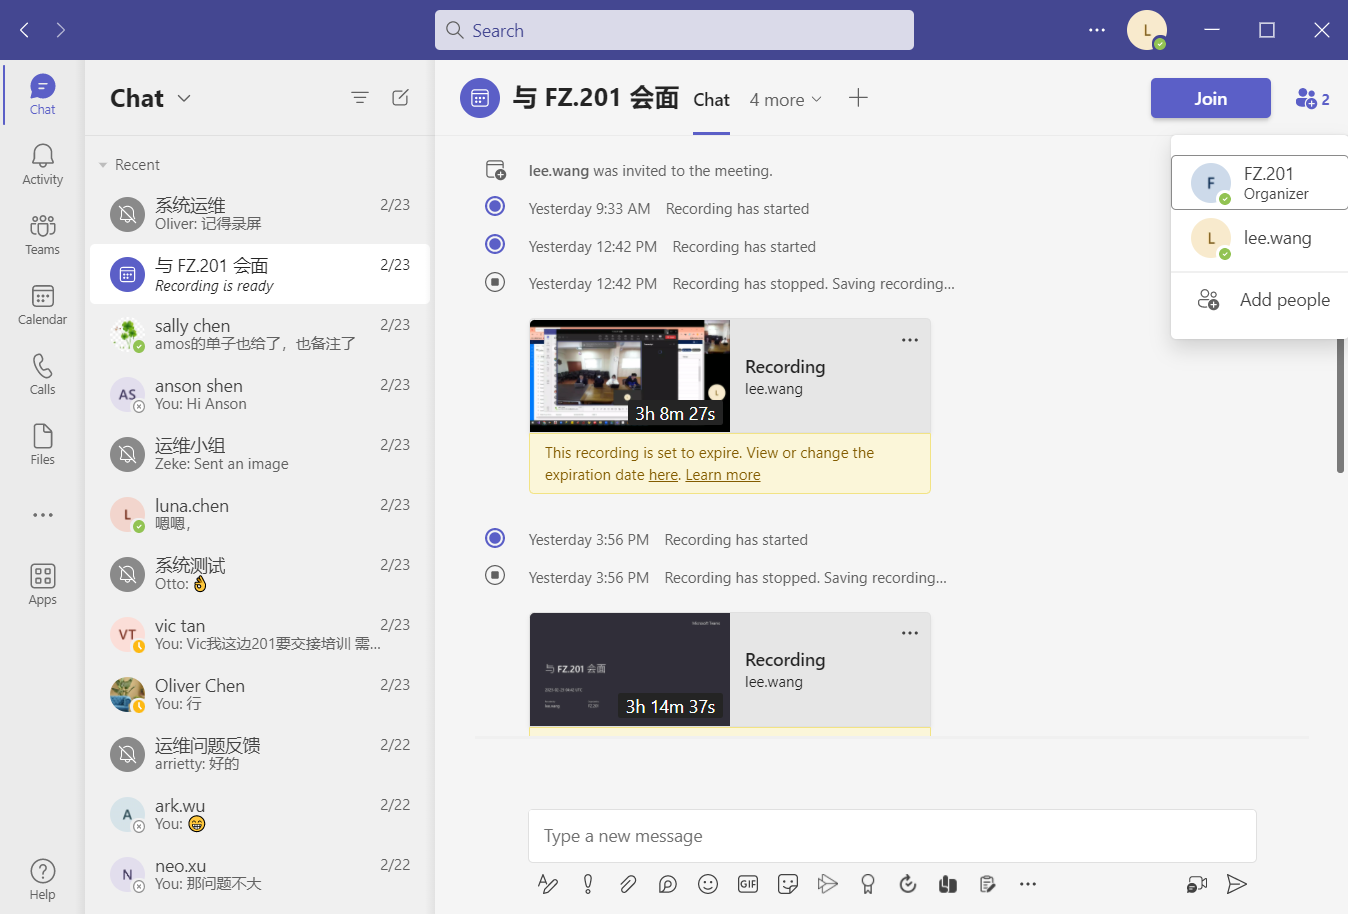 Search
L
Chat
Activity
Teams
Calendar
Calls
Files
Apps
Help
Chat
Recent
系统运维
2/23
Oliver: 记得录屏
与 FZ.201 会面
2/23
Recording is ready
sally chen
2/23
amos的单子也给了，也备注了
AS
anson shen
2/23
You: Hi Anson
运维小组
2/23
Zeke: Sent an image
L
luna.chen
2/23
嗯嗯，
系统测试
2/23
Otto: 👌
VT
vic tan
2/23
You: Vic我这边201要交接培训 需...
Oliver Chen
2/23
You: 行
运维问题反馈
2/22
arrietty: 好的
A
ark.wu
2/22
You: 😁
N
neo.xu
2/22
You: 那问题不大
与 FZ.201 会面
Chat
4 more
Join
2
F
FZ.201
Organizer
L
lee.wang
Add people
lee.wang was invited to the meeting.
Yesterday 9:33 AM Recording has started
Yesterday 12:42 PM Recording has started
Yesterday 12:42 PM Recording has stopped. Saving recording...
3h 8m 27s
Recording
lee.wang
This recording is set to expire. View or change the
expiration date here. Learn more
Yesterday 3:56 PM Recording has started
Yesterday 3:56 PM Recording has stopped. Saving recording...
Microsoft Teams
与 FZ.201 会面
3h 14m 37s
Recording
lee.wang
Type a new message
GIF